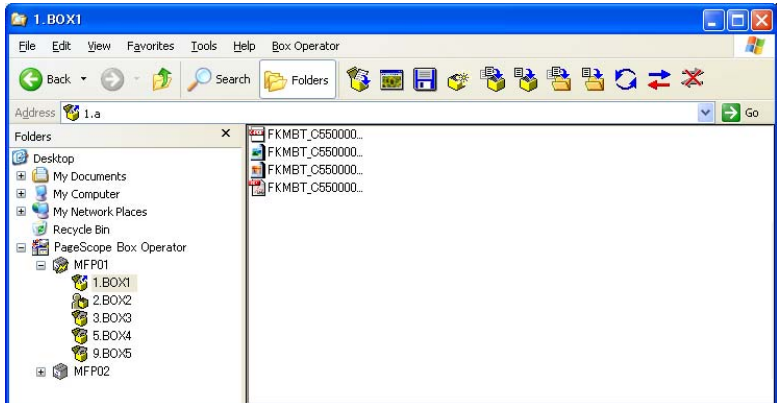 1.BOX1
File Edit View Favorites Tools Help Box Operator
Back Search Folders
Address 1.a Go
Folders x
Desktop
My Documents
My Computer
My Network Places
Recycle Bin
PageScope Box Operator
MFP01
1.BOX1
2.BOX2
3.BOX3
5.BOX4
9.BOX5
MFP02
FKMBT_C550000...
FKMBT_C550000...
FKMBT_C550000...
FKMBT_C550000...